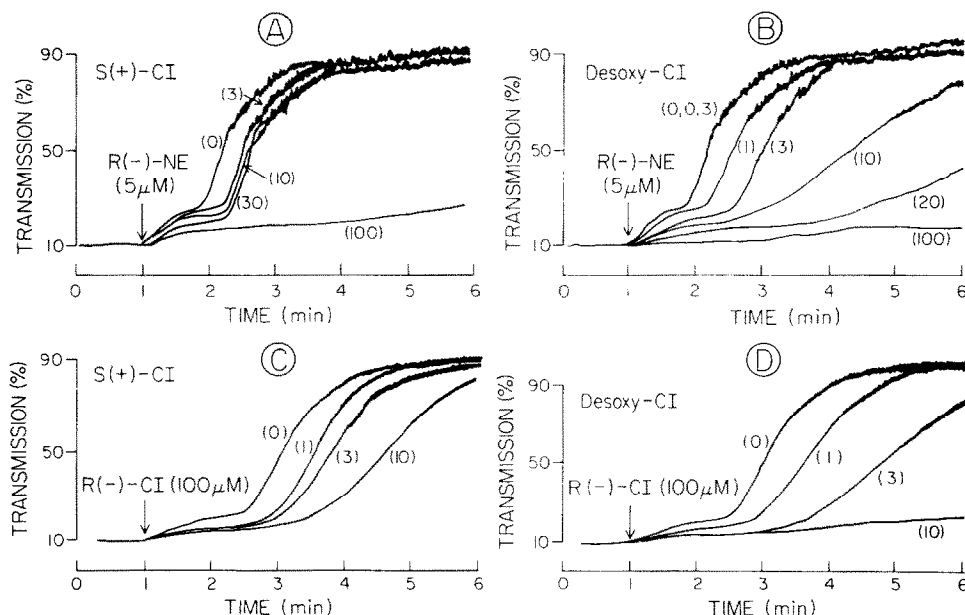 A
90
S(+)-CI
TRANSMISSION (%)
(3)
(0)
50
R(-)-NE
(5μM)
(10)
(30)
(100)
10
0 1 2 3 4 5 6
TIME (min)
B
90
Desoxy-CI
TRANSMISSION (%)
(0,0,3)
50
(1)
(3)
(10)
R(-)-NE
(5μM)
(20)
(100)
10
0 1 2 3 4 5 6
TIME (min)
C
90
S(+)-CI
TRANSMISSION (%)
(0)
(1)
50
(3)
(10)
R(-)-CI (100μM)
10
0 1 2 3 4 5 6
TIME (min)
D
90
Desoxy-CI
TRANSMISSION (%)
(0)
(1)
50
(3)
R(-)-CI (100μM)
10
(10)
0 1 2 3 4 5 6
TIME (min)